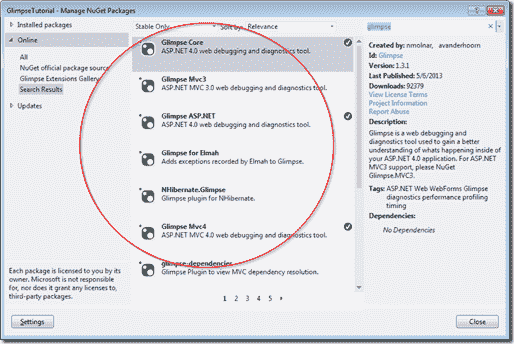 GlimpseTutorial - Manage NuGet Packages
Installed packages
Online
All
NuGet official package source
Glimpse Extensions Gallery
Search Results
Updates
Each package is licensed to you by its
owner. Microsoft is not responsible
for, nor does it grant any licenses to,
third-party packages.
Settings
Stable Only
Sort by: Relevance
Glimpse Core
ASP.NET 4.0 web debugging and diagnostics tool.
Glimpse Mvc3
ASP.NET MVC 3.0 web debugging and diagnostics tool.
Glimpse ASP.NET
ASP.NET 4.0 web debugging and diagnostics tool.
Glimpse for Elmah
Adds exceptions recorded by Elmah to Glimpse.
NHibernate.Glimpse
Glimpse plugin for NHibernate.
Glimpse Mvc4
ASP.NET MVC 4.0 web debugging and diagnostics tool.
glimpse-dependencies
Glimpse Plugin to view MVC dependency resolution.
1 2 3 4 5
glimpse
Created by: nmolnar, avanderhoorn
Id: Glimpse
Version: 1.3.1
Last Published: 5/6/2013
Downloads: 92379
View License Terms
Project Information
Report Abuse
Description:
Glimpse is a web debugging and
diagnostics tool used to gain a better
understanding of whats happening inside of
your ASP.NET 4.0 application. For ASP.NET
MVC3 support, please NuGet
Glimpse.MVC3.
Tags: ASP.NET Web WebForms Glimpse
diagnostics performance profiling
timing
Dependencies:
No Dependencies
Close